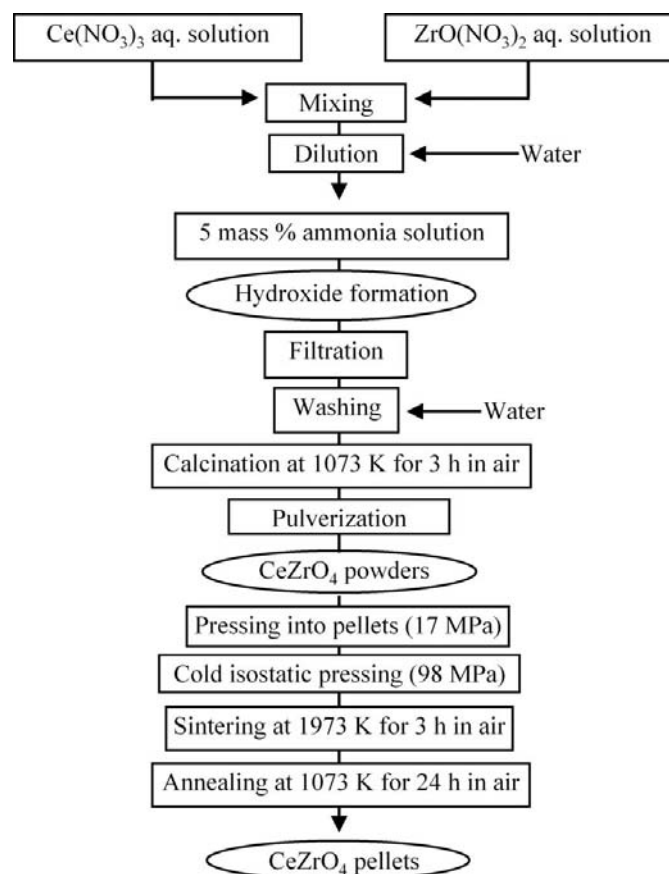 Ce(NO₃)₃ aq. solution
ZrO(NO₃)₂ aq. solution
Mixing
Dilution
Water
5 mass % ammonia solution
Hydroxide formation
Filtration
Washing
Water
Calcination at 1073 K for 3 h in air
Pulverization
CeZrO₄ powders
Pressing into pellets (17 MPa)
Cold isostatic pressing (98 MPa)
Sintering at 1973 K for 3 h in air
Annealing at 1073 K for 24 h in air
CeZrO₄ pellets